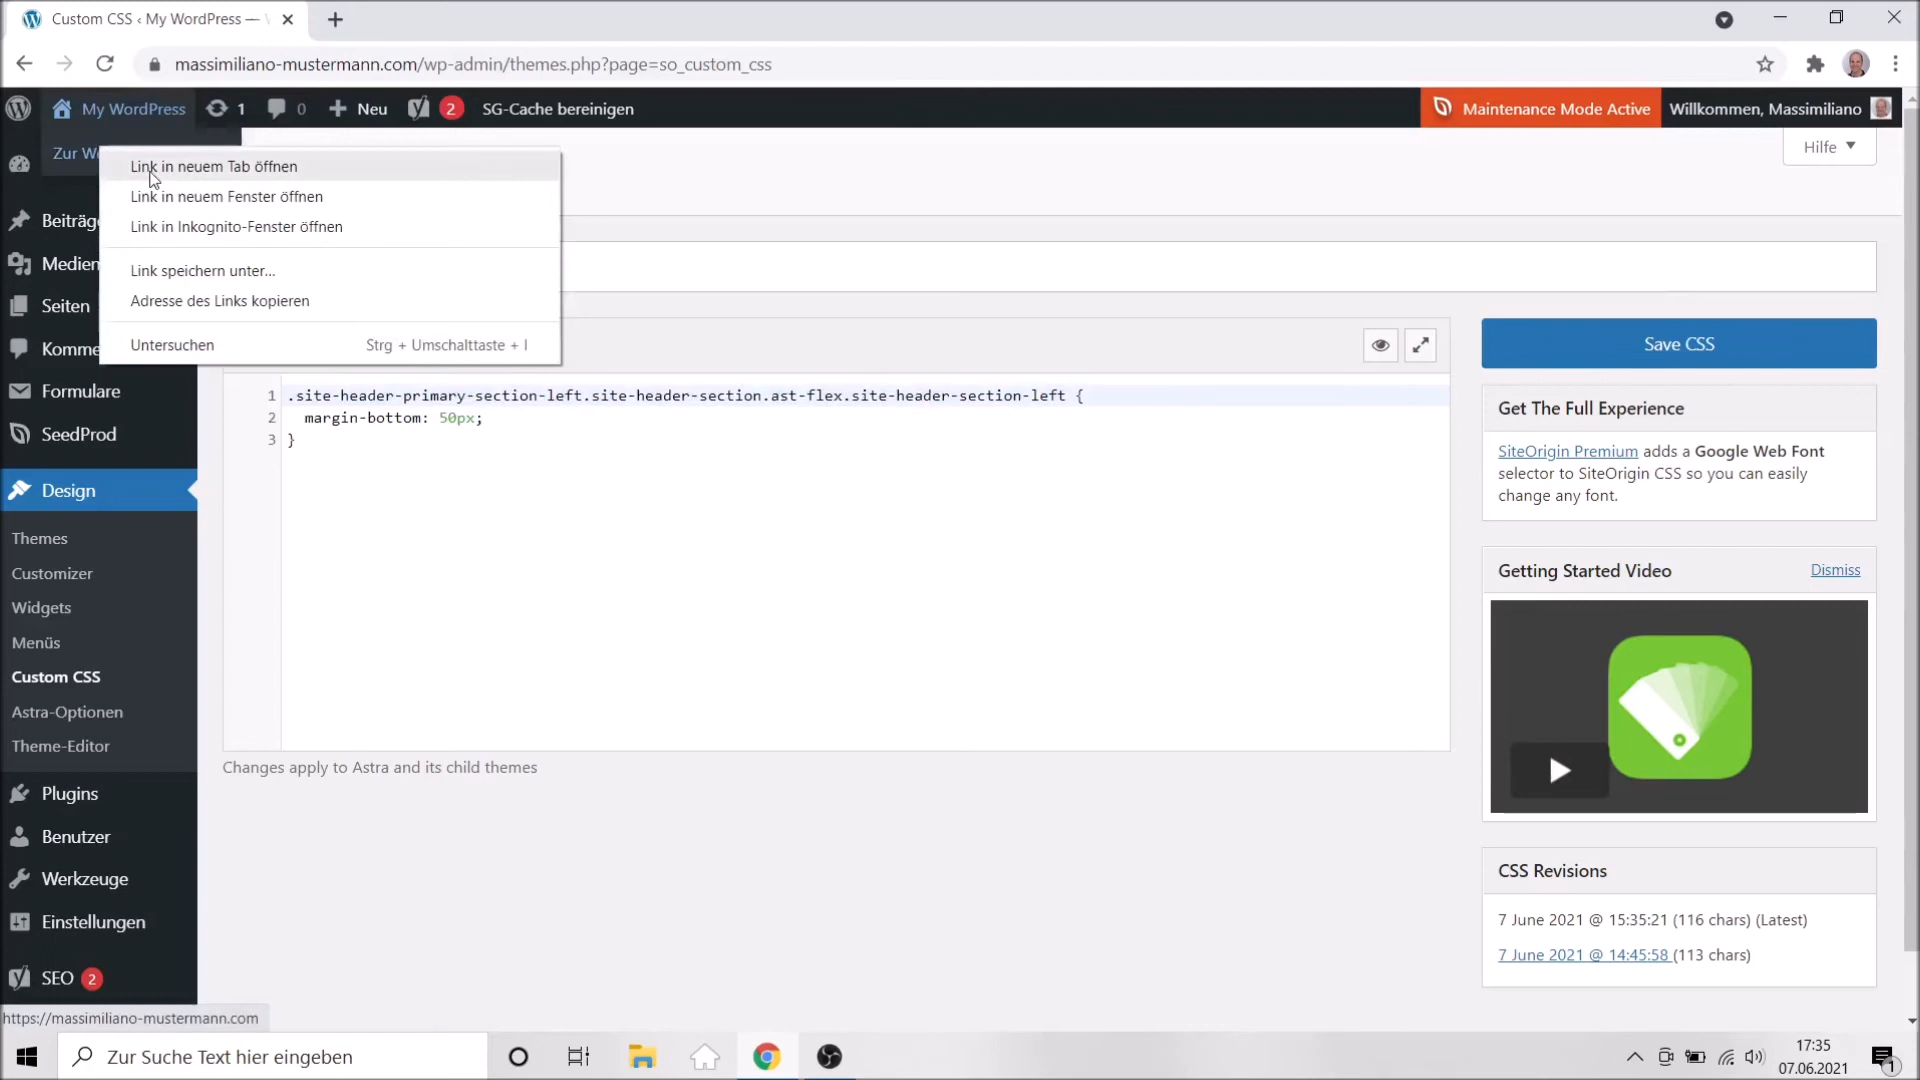 Custom CSS ‹ My WordPress —
massimiliano-mustermann.com/wp-admin/themes.php?page=so_custom_css
My WordPress
1
0
Neu
2
SG-Cache bereinigen
Maintenance Mode Active
Willkommen, Massimiliano
Zur W
Hilfe
Link in neuem Tab öffnen
Link in neuem Fenster öffnen
Link in Inkognito-Fenster öffnen
Link speichern unter...
Adresse des Links kopieren
Untersuchen Strg + Umschalttaste + I
Beiträge
Medien
Seiten
Komme
Formulare
SeedProd
Design
Themes
Customizer
Widgets
Menüs
Custom CSS
Astra-Optionen
Theme-Editor
Plugins
Benutzer
Werkzeuge
Einstellungen
SEO 2
1 .site-header-primary-section-left.site-header-section.ast-flex.site-header-section-left {
2 margin-bottom: 50px;
3 }
Changes apply to Astra and its child themes
Save CSS
Get The Full Experience
SiteOrigin Premium adds a Google Web Font
selector to SiteOrigin CSS so you can easily
change any font.
Getting Started Video
Dismiss
CSS Revisions
7 June 2021 @ 15:35:21 (116 chars) (Latest)
7 June 2021 @ 14:45:58 (113 chars)
https://massimiliano-mustermann.com
Zur Suche Text hier eingeben
17:35
07.06.2021
1